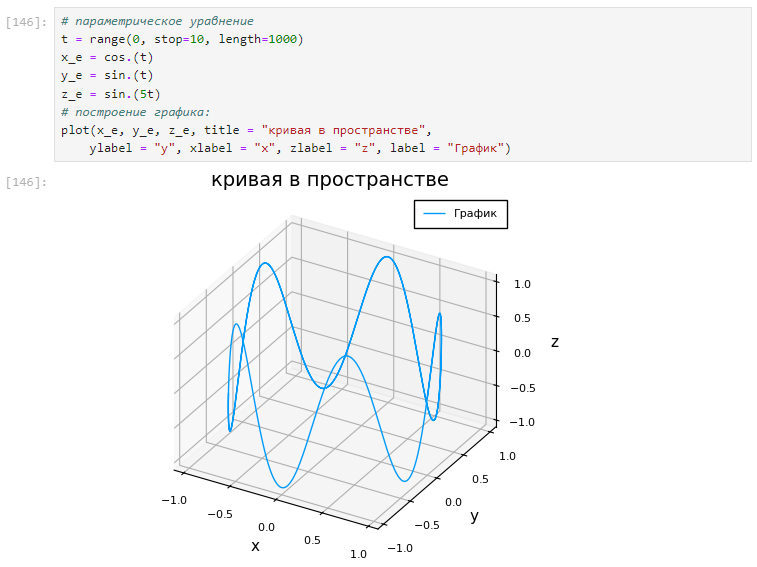 [146]:
# параметрическое уравнение
t = range(0, stop=10, length=1000)
x_e = cos.(t)
y_e = sin.(t)
z_e = sin.(5t)
# построение графика:
plot(x_e, y_e, z_e, title = "кривая в пространстве",
    ylabel = "y", xlabel = "x", zlabel = "z", label = "График")
[146]:
кривая в пространстве
График
1.0
0.5
0.0
−0.5
−1.0
z
1.0
0.5
0.0
−0.5
−1.0
y
−1.0
−0.5
0.0
0.5
1.0
x